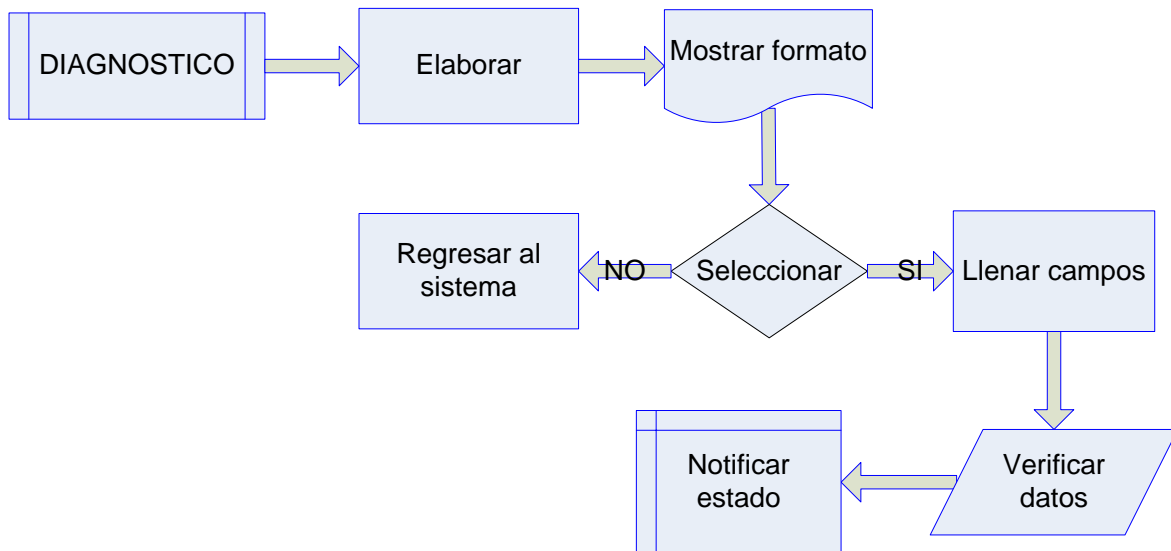 DIAGNOSTICO
Elaborar
Mostrar formato
Regresar al
sistema
NO
Seleccionar
SI
Llenar campos
Notificar
estado
Verificar
datos